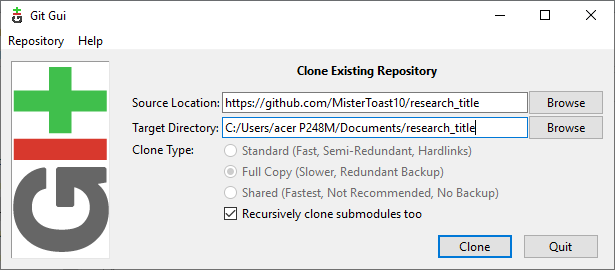 Git Gui
Repository Help
Clone Existing Repository
Source Location: https://github.com/MisterToast10/research_title Browse
Target Directory: C:/Users/acer P248M/Documents/research_title Browse
Clone Type: Standard (Fast, Semi-Redundant, Hardlinks)
Full Copy (Slower, Redundant Backup)
Shared (Fastest, Not Recommended, No Backup)
Recursively clone submodules too
Clone Quit